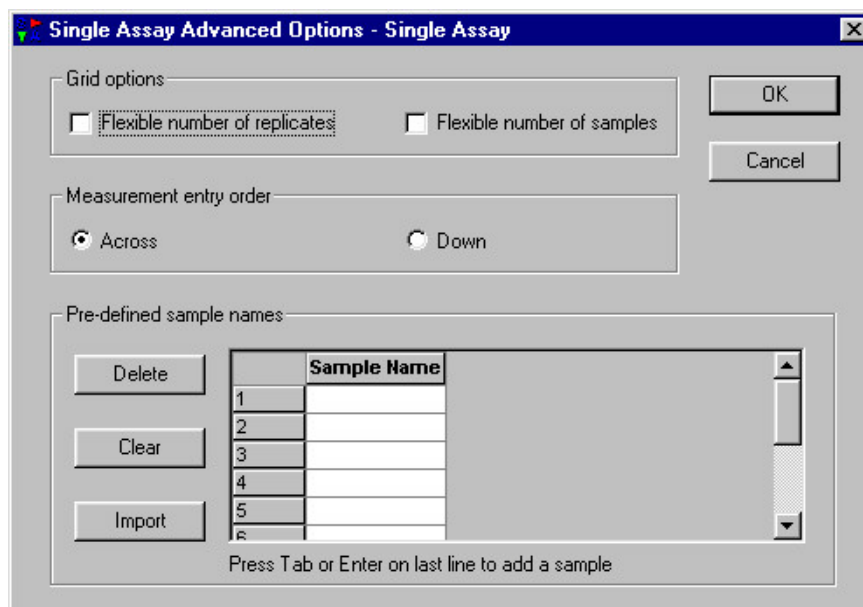 Single Assay Advanced Options - Single Assay
Grid options
Flexible number of replicates
Flexible number of samples
OK
Cancel
Measurement entry order
Across
Down
Pre-defined sample names
Delete
Clear
Import
Sample Name
1
2
3
4
5
6
Press Tab or Enter on last line to add a sample